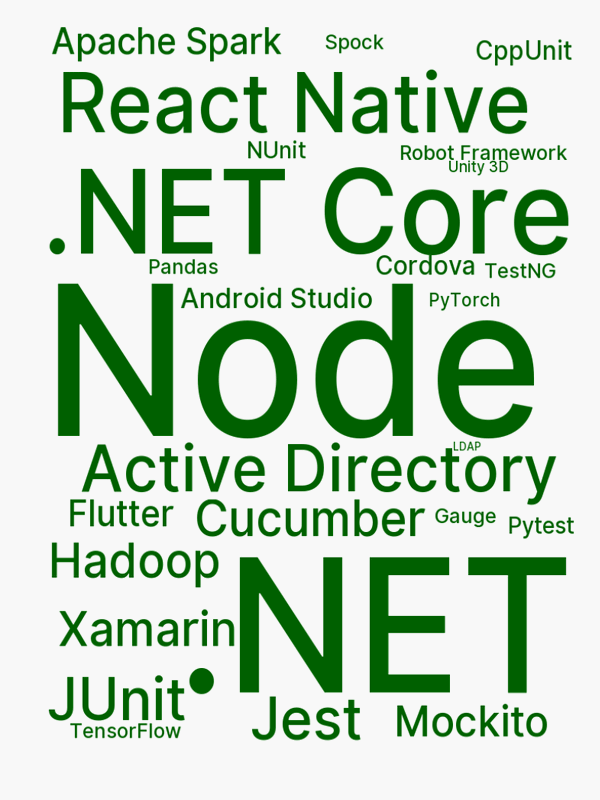 Apache Spark
Spock
CppUnit
React Native
NUnit
Robot Framework
Unity 3D
.NET Core
Pandas
Cordova
TestNG
Android Studio
PyTorch
Node
LDAP
Active Directory
Flutter
Cucumber
Gauge
Pytest
Hadoop
.NET
Xamarin
JUnit
TensorFlow
Jest
Mockito